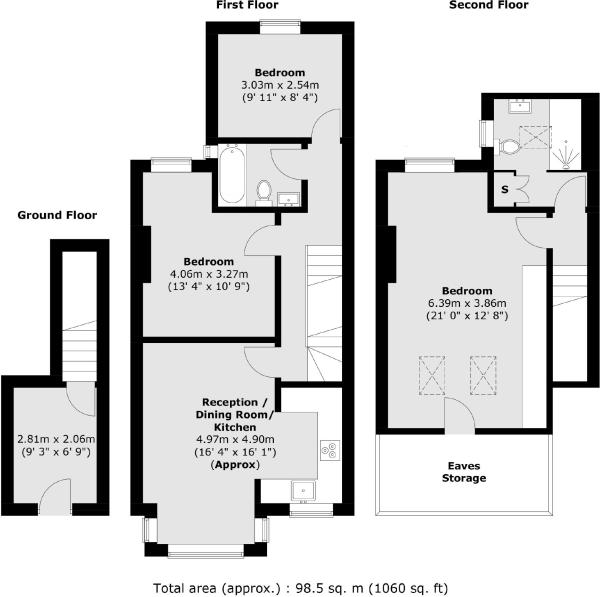 First Floor
Second Floor
Bedroom
3.03m x 2.54m
(9' 11" x 8' 4")
S
Ground Floor
Bedroom
4.06m x 3.27m
(13' 4" x 10' 9")
Bedroom
6.39m x 3.86m
(21' 0" x 12' 8")
Reception /
Dining Room/
Kitchen
4.97m x 4.90m
(16' 4" x 16' 1")
(Approx)
2.81m x 2.06m
(9' 3" x 6' 9")
Eaves
Storage
Total area (approx.) : 98.5 sq. m (1060 sq. ft)